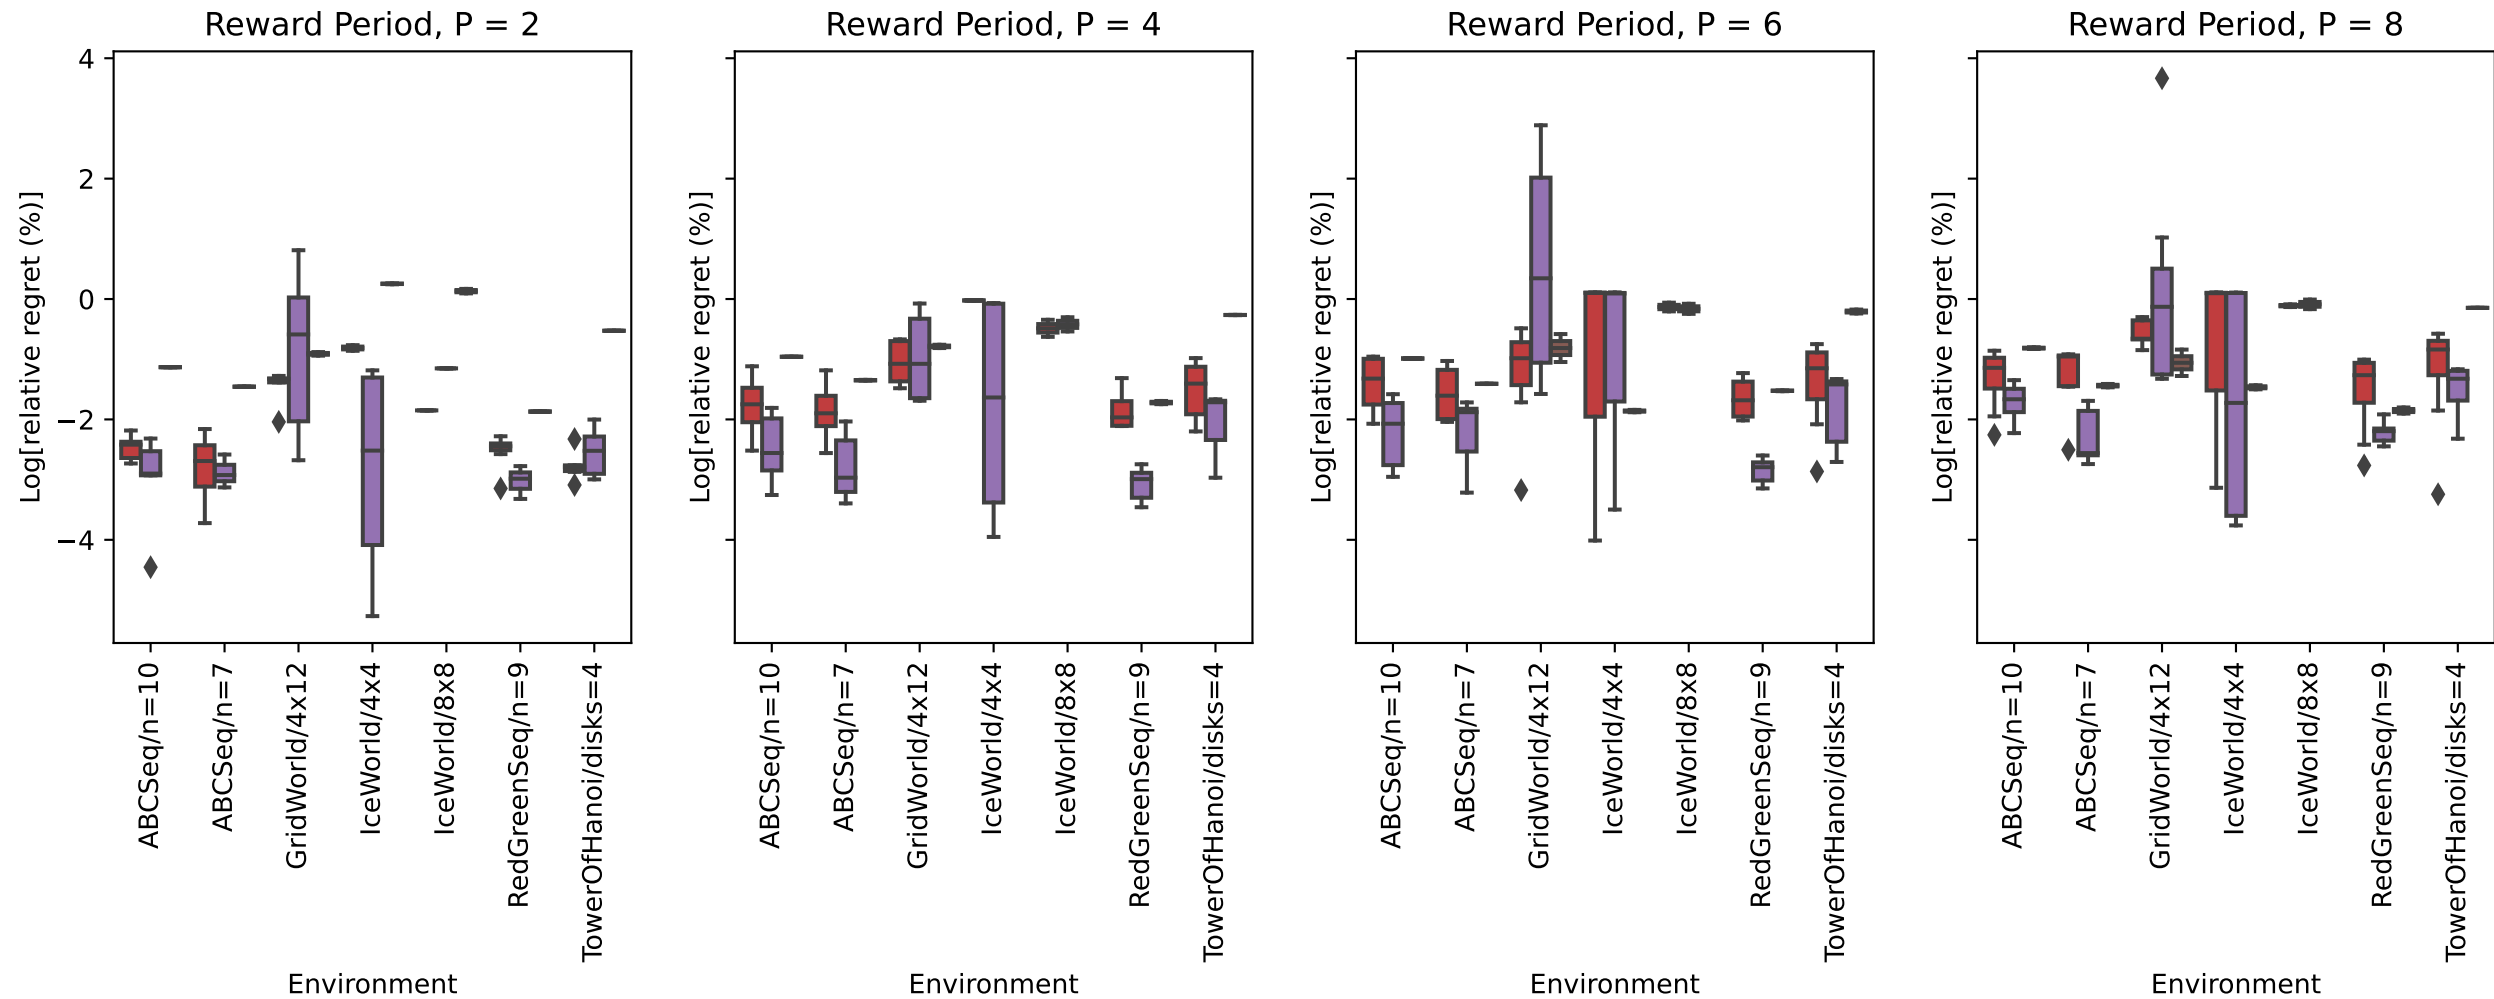 Reward Period, P = 2
Reward Period, P = 4
Reward Period, P = 6
Reward Period, P = 8
Log[relative regret (%)]
4
2
0
−2
−4
ABCSeq/n=10
ABCSeq/n=7
GridWorld/4x12
IceWorld/4x4
IceWorld/8x8
RedGreenSeq/n=9
TowerOfHanoi/disks=4
Environment
Log[relative regret (%)]
ABCSeq/n=10
ABCSeq/n=7
GridWorld/4x12
IceWorld/4x4
IceWorld/8x8
RedGreenSeq/n=9
TowerOfHanoi/disks=4
Environment
Log[relative regret (%)]
ABCSeq/n=10
ABCSeq/n=7
GridWorld/4x12
IceWorld/4x4
IceWorld/8x8
RedGreenSeq/n=9
TowerOfHanoi/disks=4
Environment
Log[relative regret (%)]
ABCSeq/n=10
ABCSeq/n=7
GridWorld/4x12
IceWorld/4x4
IceWorld/8x8
RedGreenSeq/n=9
TowerOfHanoi/disks=4
Environment